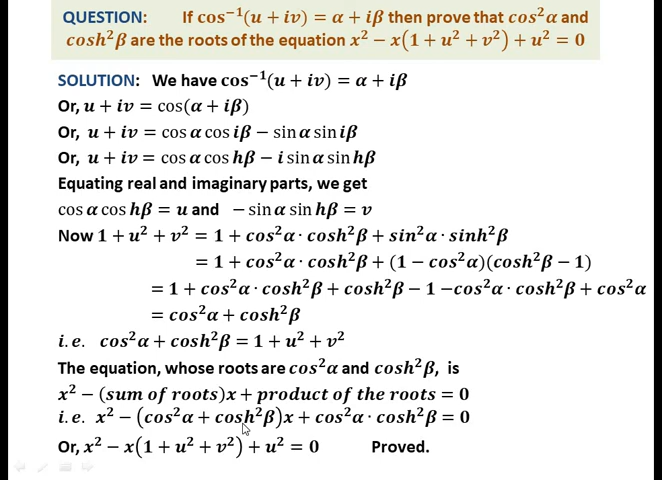 QUESTION: If cos⁻¹(u + iv) = α + iβ then prove that cos²α and
cosh²β are the roots of the equation x² − x(1 + u² + v²) + u² = 0
SOLUTION: We have cos⁻¹(u + iv) = α + iβ
Or, u + iv = cos(α + iβ)
Or, u + iv = cos α cos iβ − sin α sin iβ
Or, u + iv = cos α cos hβ − i sin α sin hβ
Equating real and imaginary parts, we get
cos α cos hβ = u and − sin α sin hβ = v
Now 1 + u² + v² = 1 + cos²α · cosh²β + sin²α · sinh²β
= 1 + cos²α · cosh²β + (1 − cos²α)(cosh²β − 1)
= 1 + cos²α · cosh²β + cosh²β − 1 −cos²α · cosh²β + cos²α
= cos²α + cosh²β
i. e. cos²α + cosh²β = 1 + u² + v²
The equation, whose roots are cos²α and cosh²β, is
x² − (sum of roots)x + product of the roots = 0
i. e. x² − (cos²α + cosh²β)x + cos²α · cosh²β = 0
Or, x² − x(1 + u² + v²) + u² = 0 Proved.